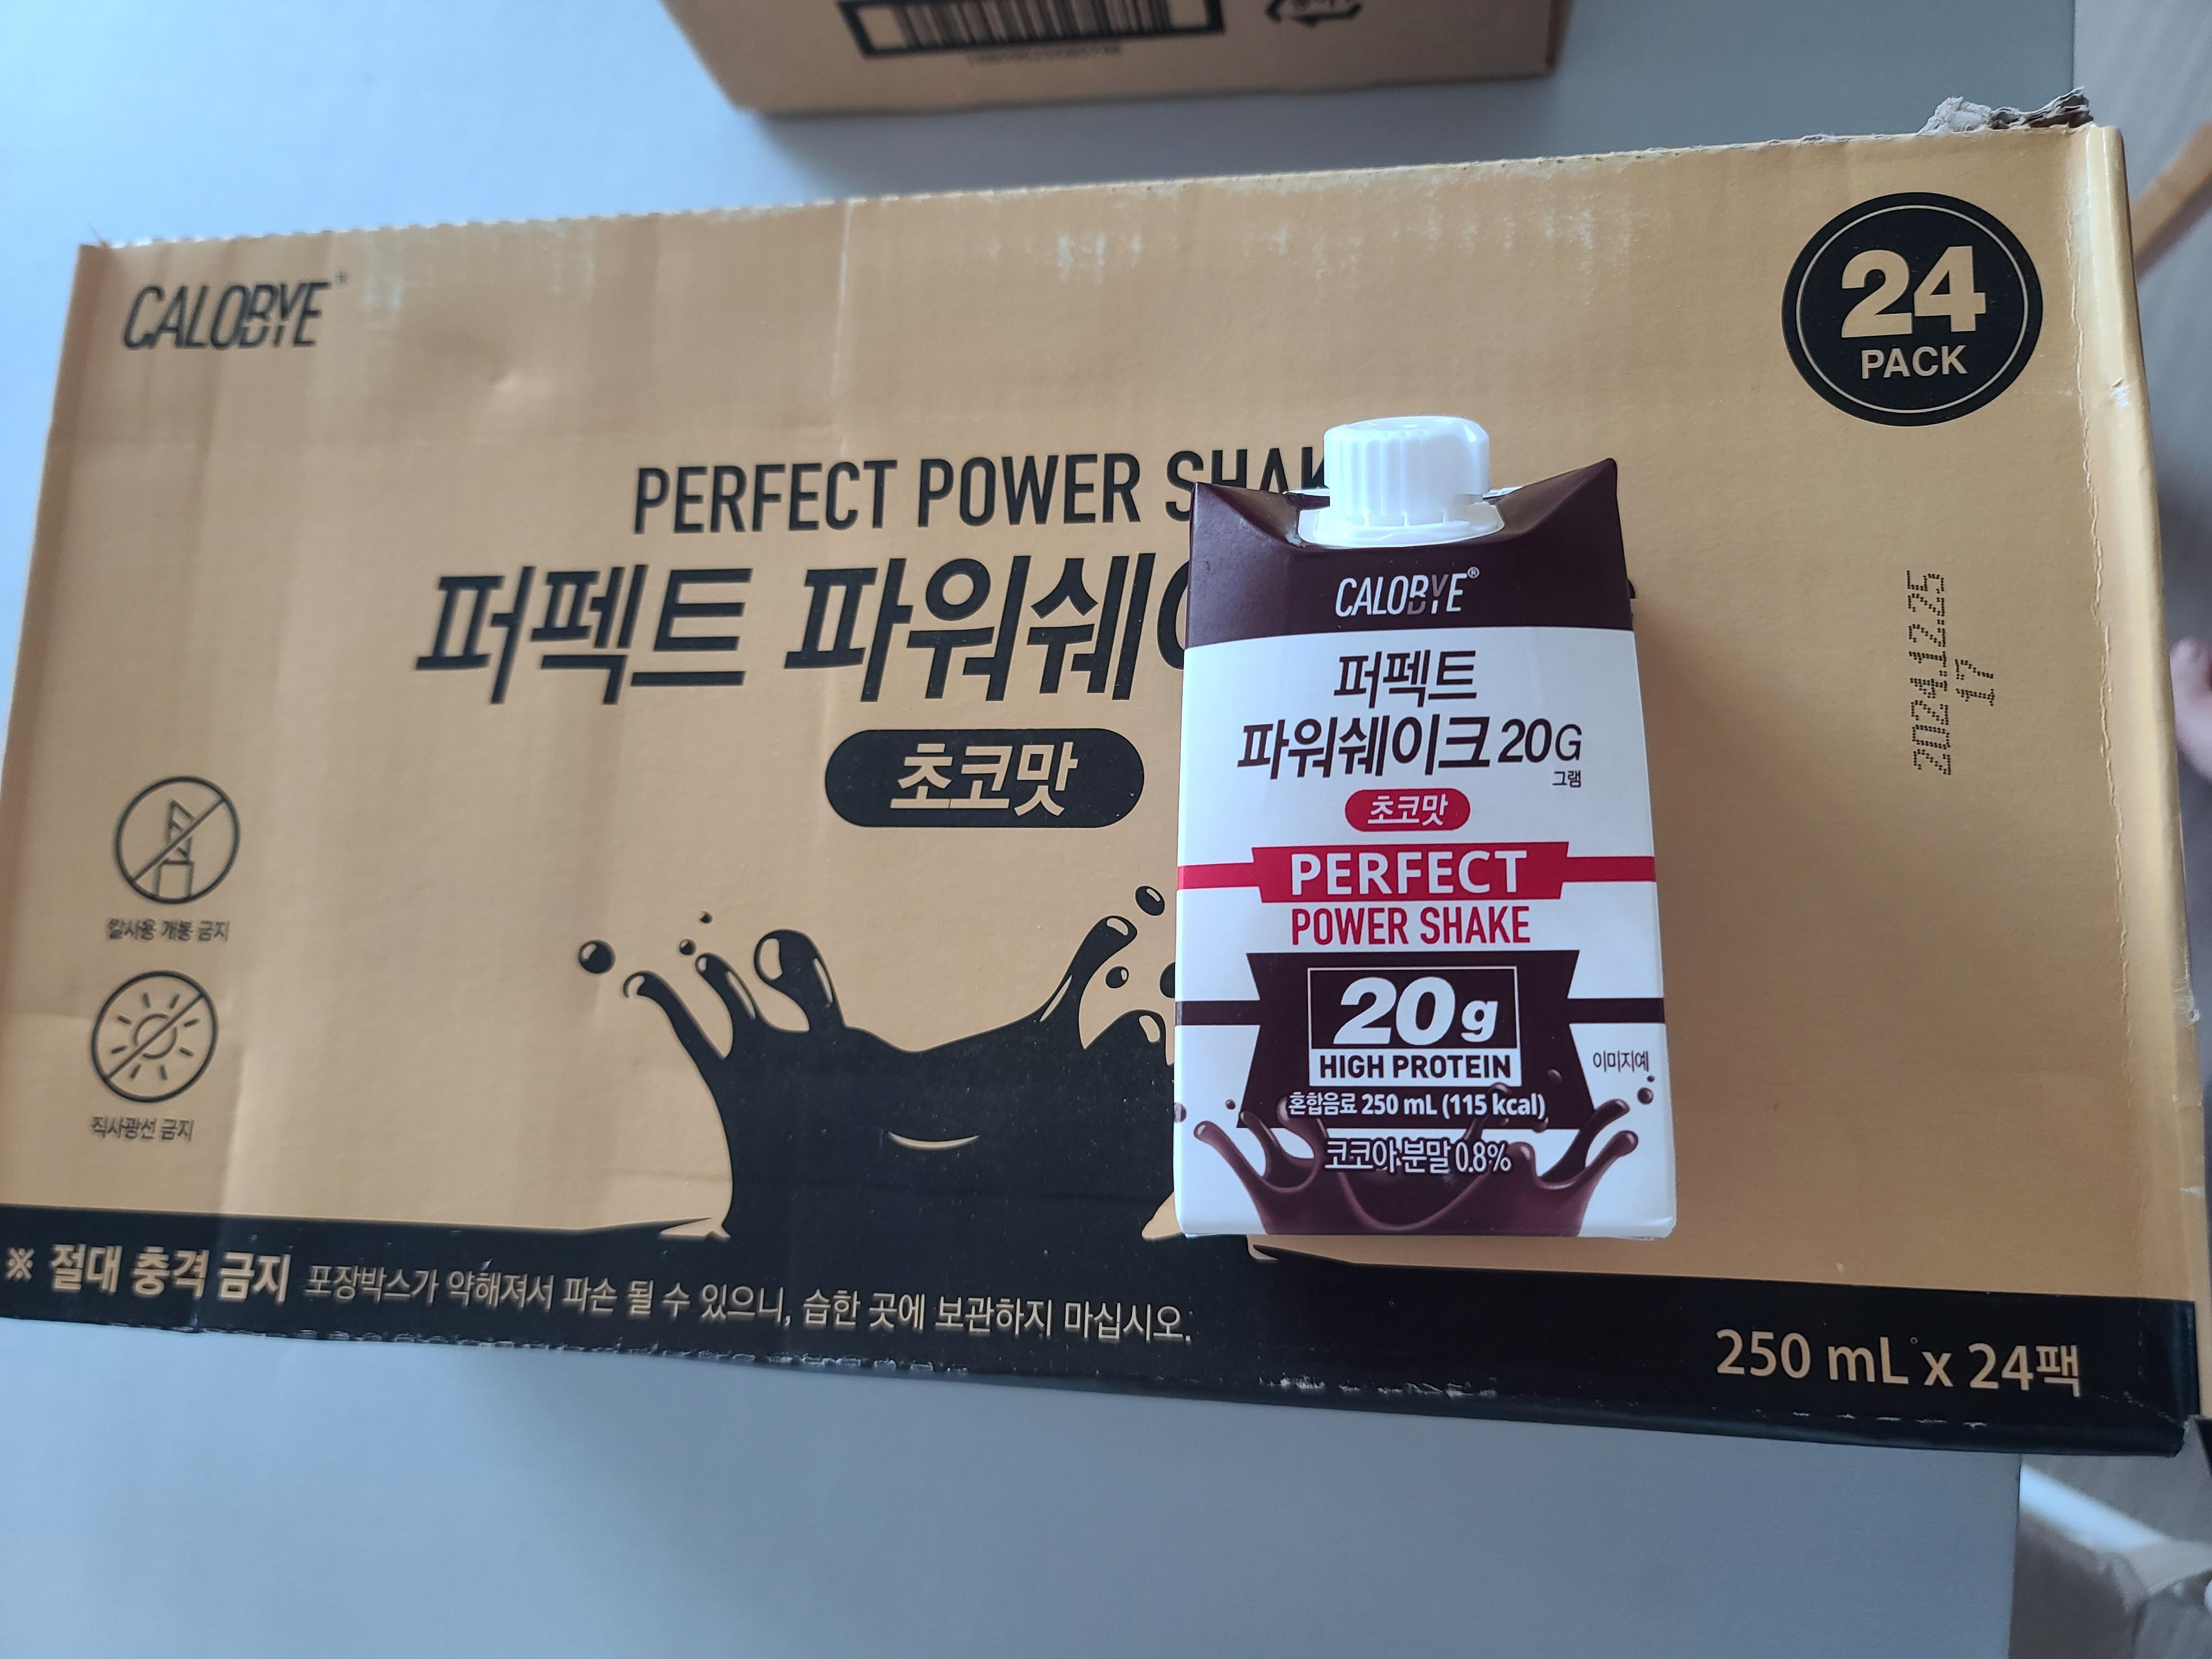 CALOBYE®
24
PACK
PERFECT POWER SHAK
퍼펙트 파워쉐이
초코맛
2024.12.25
17
칼사용 개봉 금지
직사광선 금지
CALOBYE®
퍼펙트
파워쉐이크 20G
그램
초코맛
PERFECT
POWER SHAKE
20g
HIGH PROTEIN
이미지예
혼합음료 250 mL (115 kcal)
코코아 분말 0.8%
※ 절대 충격 금지 포장박스가 약해져서 파손 될 수 있으니, 습한 곳에 보관하지 마십시오.
250 mL x 24팩